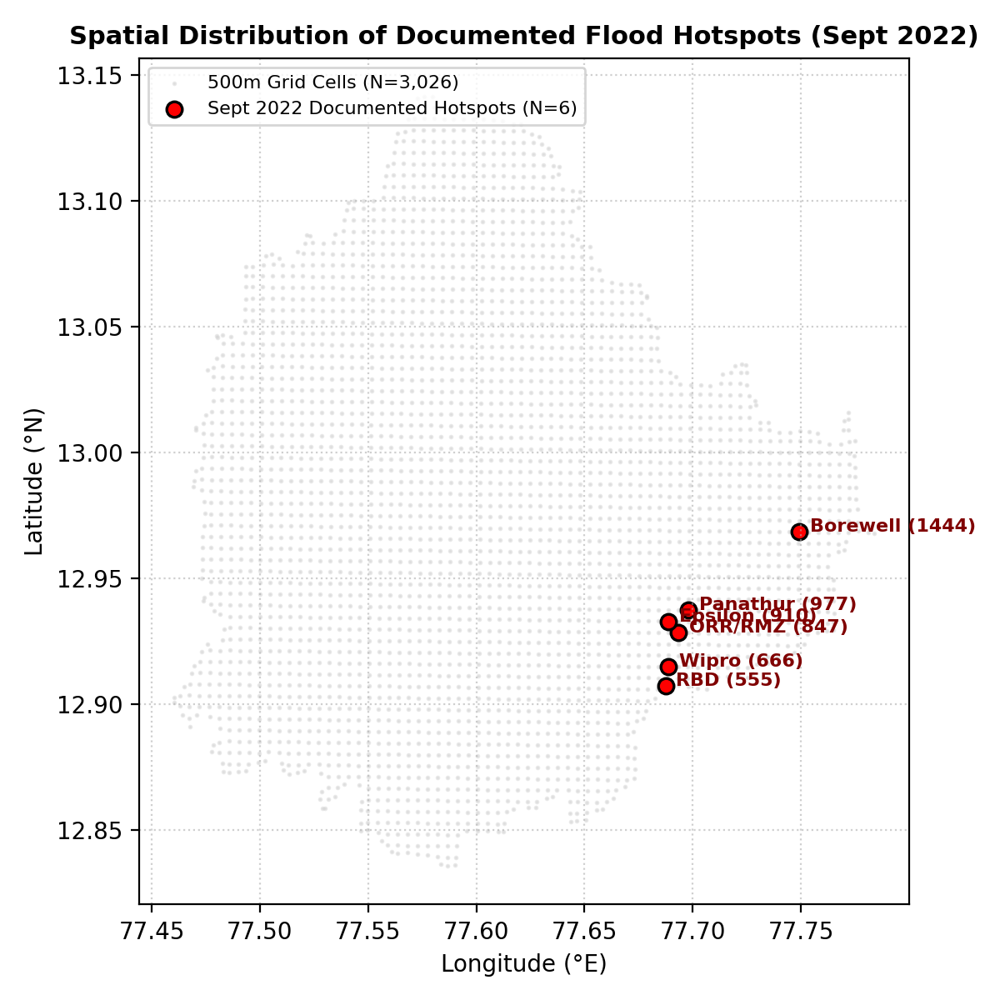 Spatial Distribution of Documented Flood Hotspots (Sept 2022)
500m Grid Cells (N=3,026)
Sept 2022 Documented Hotspots (N=6)
13.15
13.10
13.05
13.00
12.95
12.90
12.85
Latitude (°N)
Borewell (1444)
Panathur (977)
Epsilon (910)
ORR/RMZ (847)
Wipro (666)
RBD (555)
77.45 77.50 77.55 77.60 77.65 77.70 77.75
Longitude (°E)